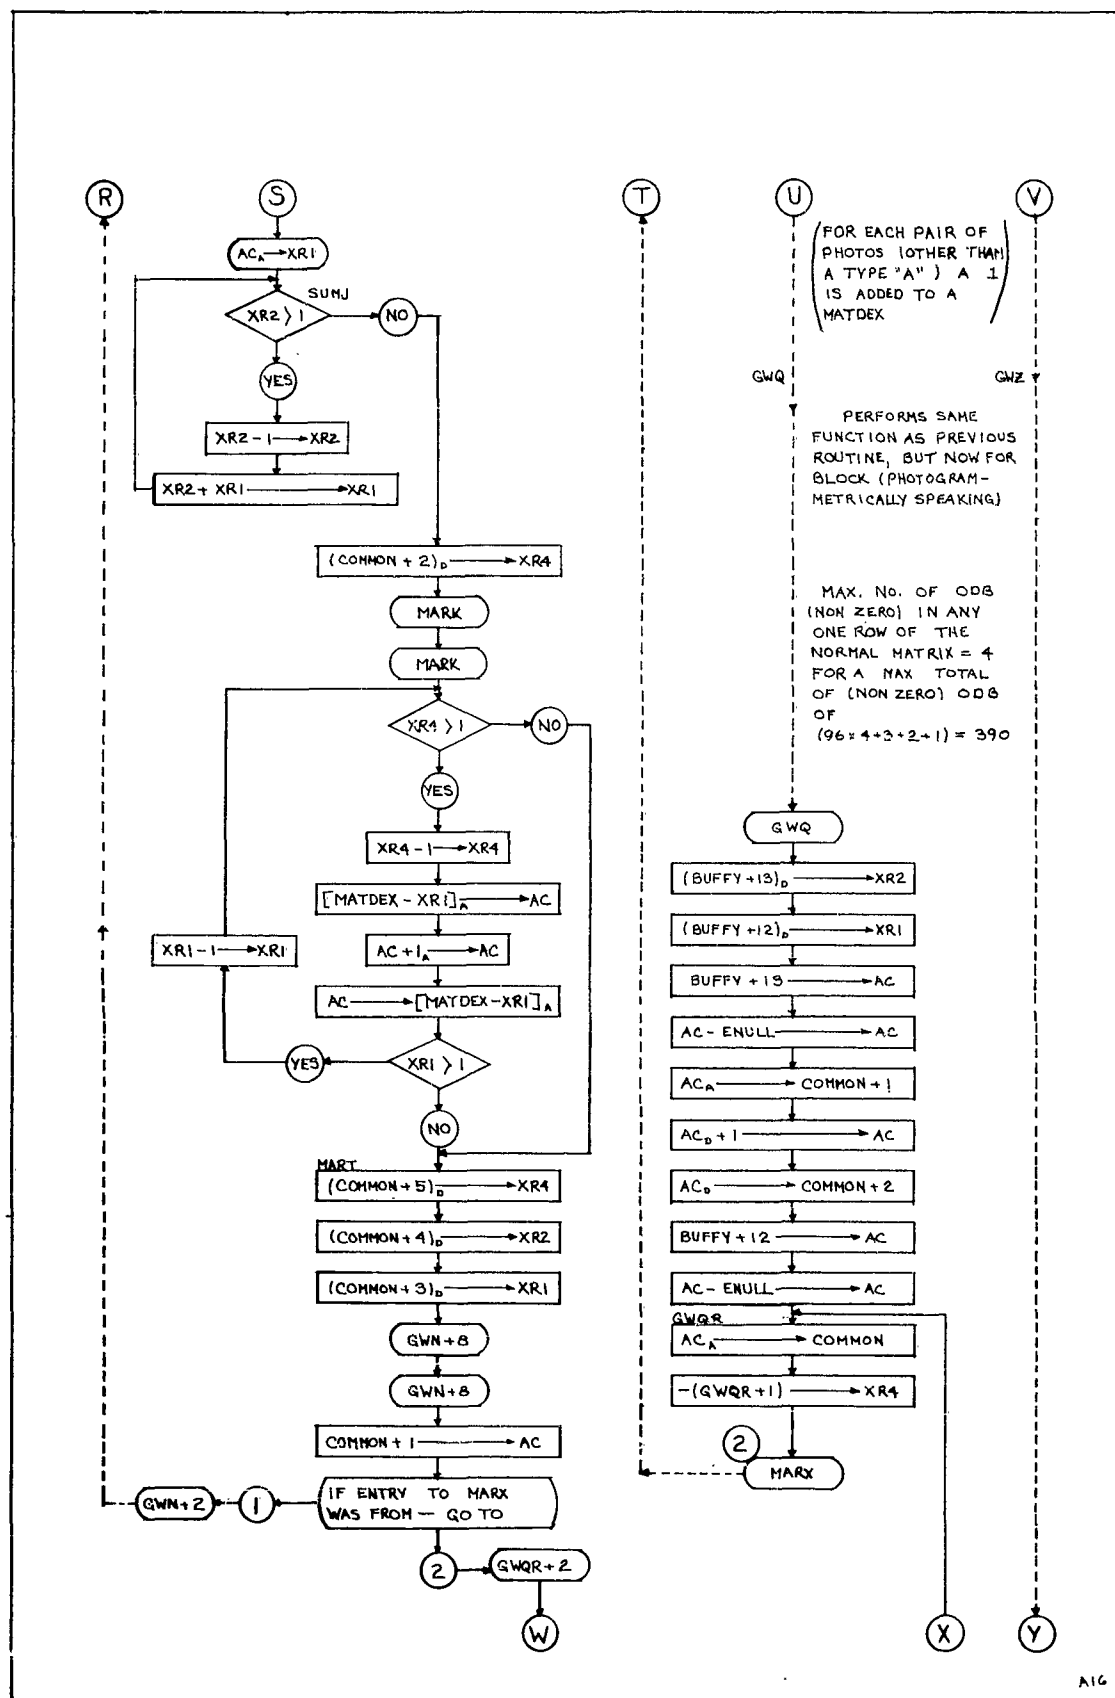 R
S
T
U
V
AC_A → XR1
SUMJ
XR2 > 1
NO
YES
XR2 - 1 → XR2
XR2 + XR1 → XR1
(COMMON + 2)_D → XR4
MARK
MARK
XR4 > 1
NO
YES
XR4 - 1 → XR4
[MATDEX - XR1]_A → AC
XR1 - 1 → XR1
AC + 1_A → AC
AC → [MATDEX - XR1]_A
YES
XR1 > 1
NO
MART
(COMMON + 5)_D → XR4
(COMMON + 4)_D → XR2
(COMMON + 3)_D → XR1
GWN + 8
GWN + 8
COMMON + 1 → AC
GWN + 2
1
IF ENTRY TO MARX
WAS FROM — GO TO
2
GWQR + 2
W
(FOR EACH PAIR OF
PHOTOS (OTHER THAN
A TYPE "A") A 1
IS ADDED TO A
MATDEX)
GWQ
GWZ
PERFORMS SAME
FUNCTION AS PREVIOUS
ROUTINE, BUT NOW FOR
BLOCK (PHOTOGRAM-
METRICALLY SPEAKING)
MAX. NO. OF ODB
(NON ZERO) IN ANY
ONE ROW OF THE
NORMAL MATRIX = 4
FOR A MAX TOTAL
OF (NON ZERO) ODB
OF
(96 × 4 + 3 + 2 + 1) = 390
GWQ
(BUFFY + 13)_D → XR2
(BUFFY + 12)_D → XR1
BUFFY + 13 → AC
AC - ENULL → AC
AC_A → COMMON + 1
AC_D + 1 → AC
AC_D → COMMON + 2
BUFFY + 12 → AC
AC - ENULL → AC
GWQR
AC_A → COMMON
-(GWQR + 1) → XR4
2
MARX
X
Y
A16